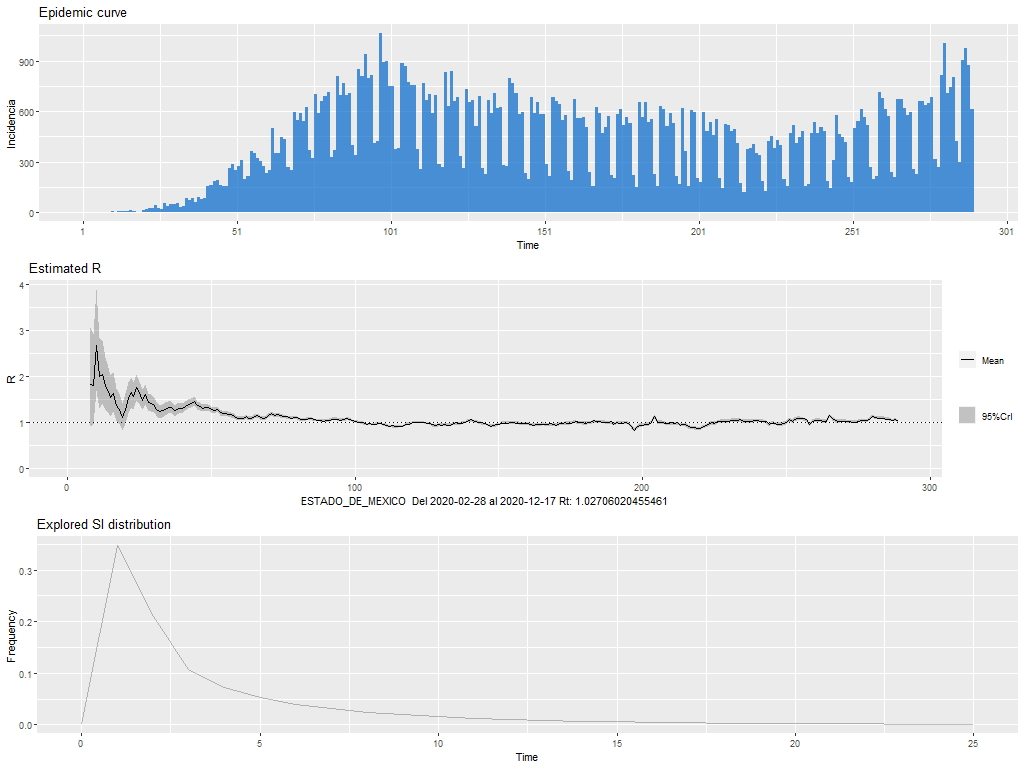 Epidemic curve
Incidencia
900
600
300
0
1
51
101
151
201
251
301
Time
Estimated R
R
4
3
2
1
0
0
100
200
300
Mean
95%CrI
ESTADO_DE_MEXICO Del 2020-02-28 al 2020-12-17 Rt: 1.02706020455461
Explored SI distribution
Frequency
0.3
0.2
0.1
0.0
0
5
10
15
20
25
Time